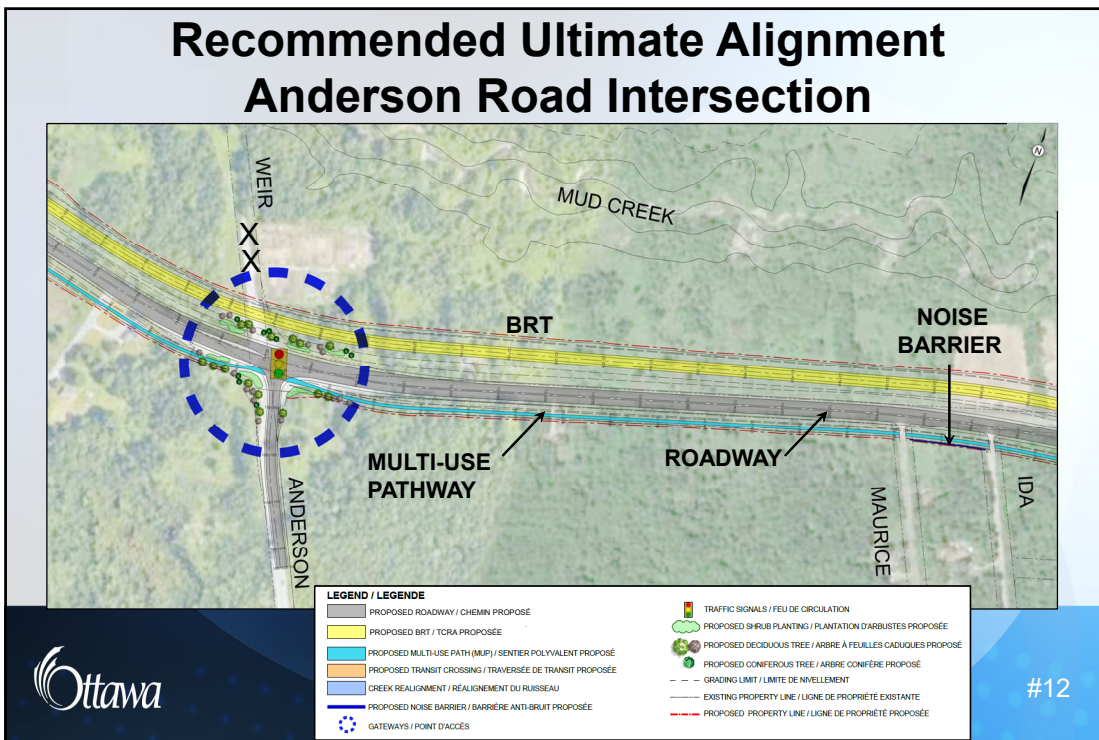 Recommended Ultimate Alignment
Anderson Road Intersection
WEIR
X
X
MUD CREEK
N
BRT
NOISE
BARRIER
MULTI-USE
PATHWAY
ROADWAY
ANDERSON
MAURICE
IDA
LEGEND / LEGENDE
PROPOSED ROADWAY / CHEMIN PROPOSÉ
PROPOSED BRT / TCRA PROPOSÉE
PROPOSED MULTI-USE PATH (MUP) / SENTIER POLYVALENT PROPOSÉ
PROPOSED TRANSIT CROSSING / TRAVERSÉE DE TRANSIT PROPOSÉE
CREEK REALIGNMENT / RÉALIGNEMENT DU RUISSEAU
PROPOSED NOISE BARRIER / BARRIÈRE ANTI-BRUIT PROPOSÉE
GATEWAYS / POINT D'ACCÈS
TRAFFIC SIGNALS / FEU DE CIRCULATION
PROPOSED SHRUB PLANTING / PLANTATION D'ARBUSTES PROPOSÉE
PROPOSED DECIDUOUS TREE / ARBRE À FEUILLES CADUQUES PROPOSÉ
PROPOSED CONIFEROUS TREE / ARBRE CONIFÈRE PROPOSÉ
GRADING LIMIT / LIMITE DE NIVELLEMENT
EXISTING PROPERTY LINE / LIGNE DE PROPRIÉTÉ EXISTANTE
PROPOSED PROPERTY LINE / LIGNE DE PROPRIÉTÉ PROPOSÉE
Ottawa
#12